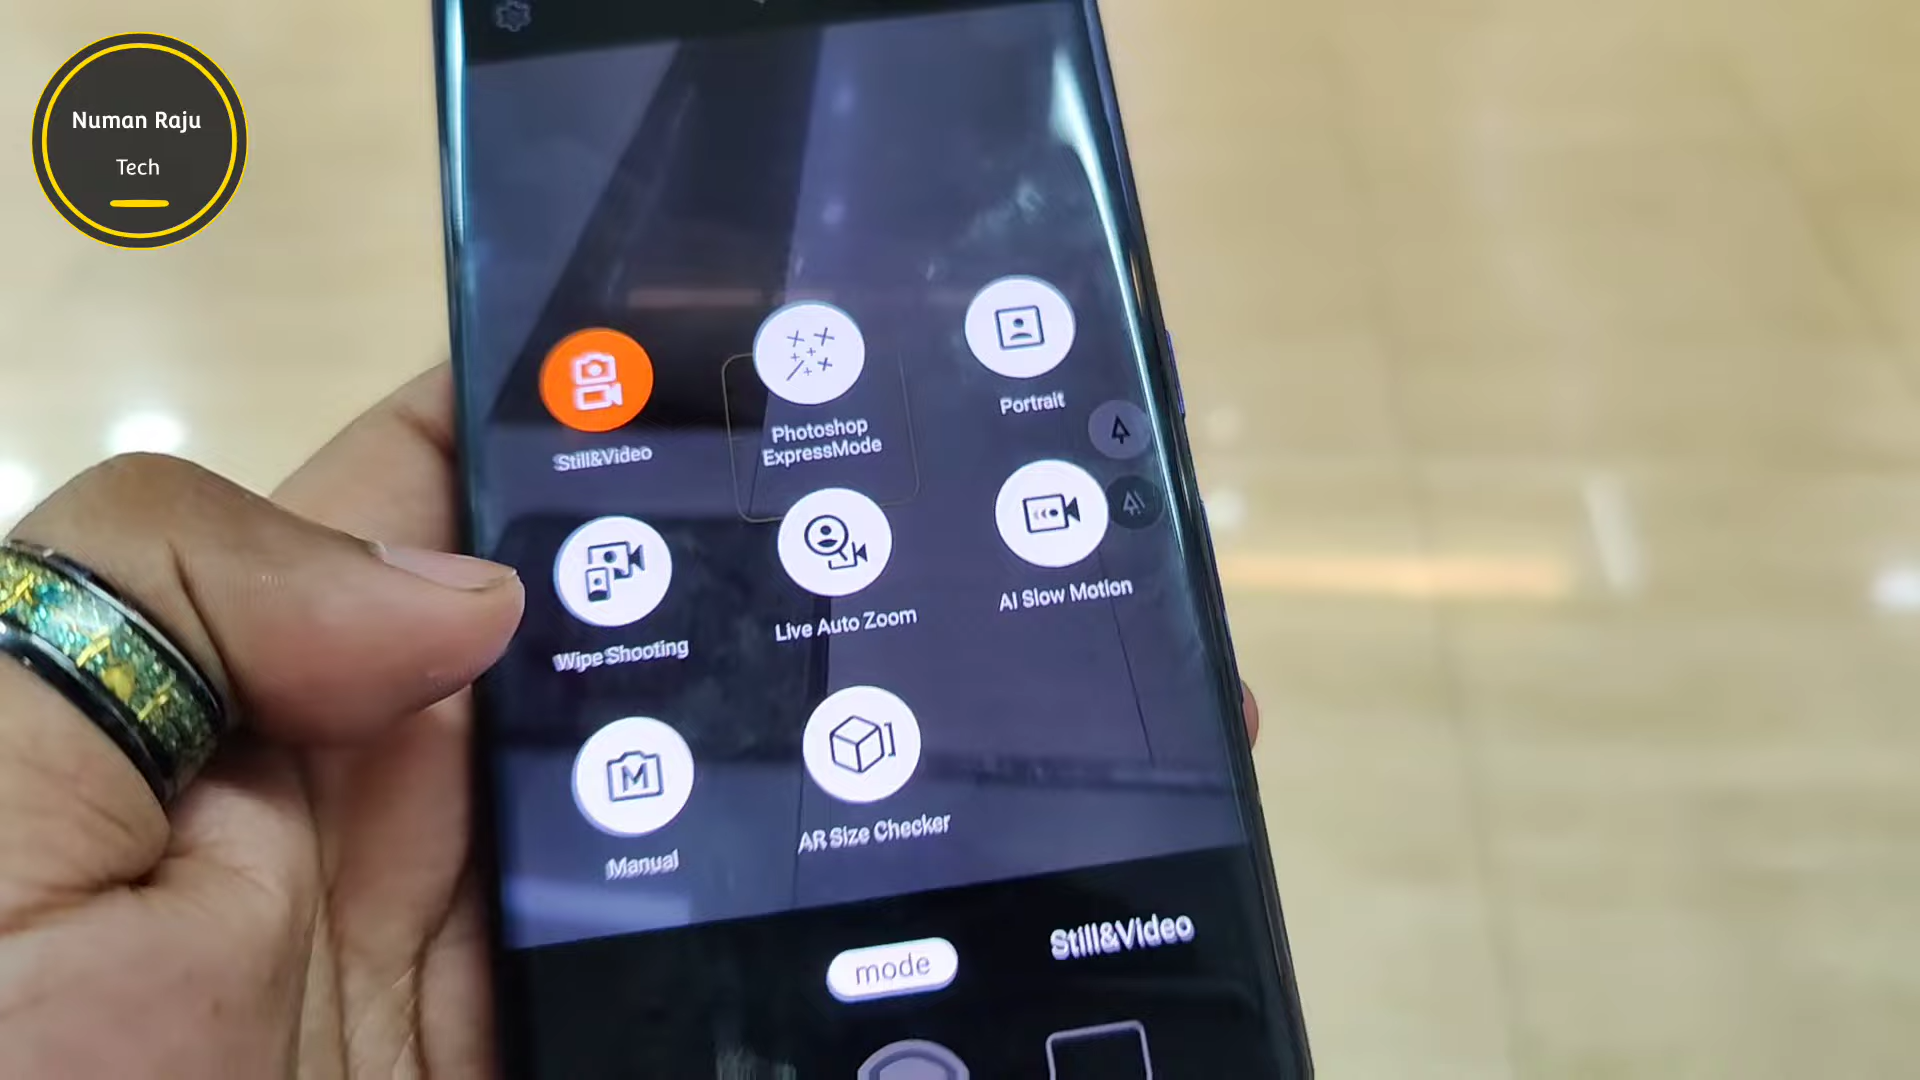 Numan Raju
Tech
Still&Video
Photoshop
ExpressMode
Portrait
Wipe Shooting
Live Auto Zoom
AI Slow Motion
M
Manual
AR Size Checker
mode
Still&Video